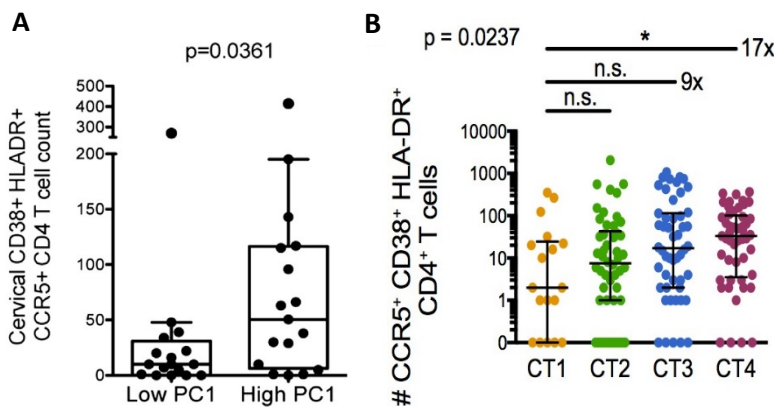 A
p=0.0361
Cervical CD38+ HLADR+
CCR5+ CD4 T cell count
500
400
300
200
150
100
50
0
Low PC1 High PC1
B
p = 0.0237
*
17x
n.s.
9x
n.s.
# CCR5⁺ CD38⁺ HLA-DR⁺
CD4⁺ T cells
10000
1000
100
10
1
0
CT1 CT2 CT3 CT4